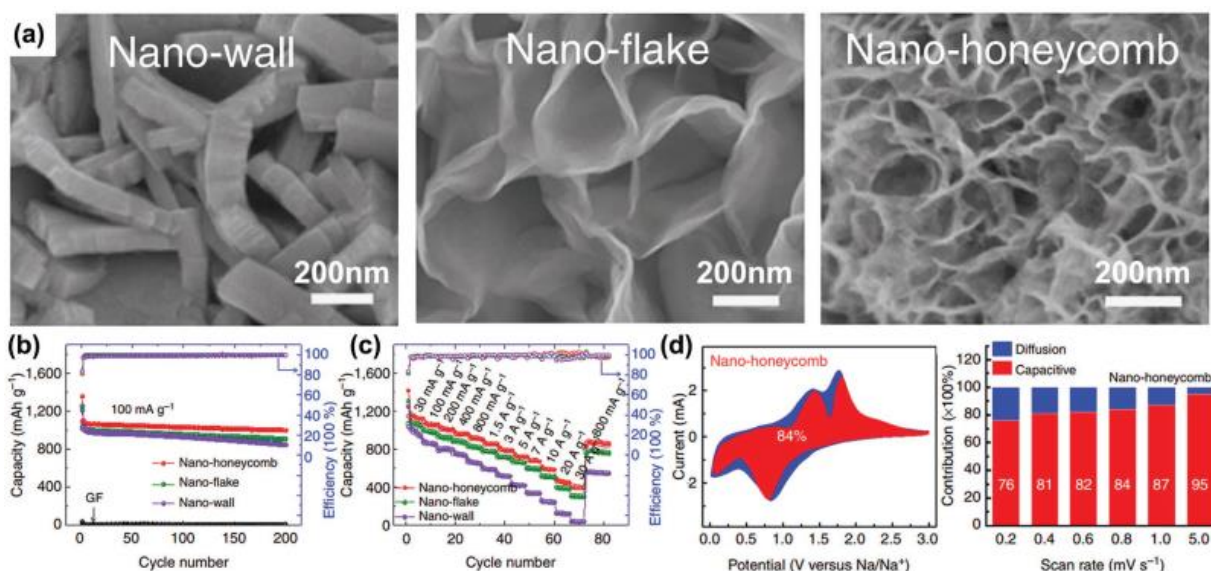 (a)
Nano-wall
Nano-flake
Nano-honeycomb
200nm
200nm
200nm
(b)
Capacity (mAh g⁻¹)
1,600
1,200
800
400
0
100
80
60
40
20
0
Efficiency (100 %)
100 mA g⁻¹
Nano-honeycomb
Nano-flake
Nano-wall
GF
0 50 100 150 200
Cycle number
(c)
Capacity (mAh g⁻¹)
1,600
1,200
800
400
0
100
80
60
40
20
0
Efficiency (100 %)
30 mA g⁻¹
100 mA g⁻¹
200 mA g⁻¹
400 mA g⁻¹
800 mA g⁻¹
1.5 A g⁻¹
3 A g⁻¹
5 A g⁻¹
7 A g⁻¹
10 A g⁻¹
20 A g⁻¹
30 A g
800 mA g⁻¹
Nano-honeycomb
Nano-flake
Nano-wall
0 20 40 60 80
Cycle number
(d)
Nano-honeycomb
Current (mA)
2
0
2
84%
0.0 0.5 1.0 1.5 2.0 2.5 3.0
Potential (V versus Na/Na⁺)
Contribution (×100%)
120
100
80
60
40
20
0
Diffusion
Capacitive
Nano-honeycomb
76 81 82 84 87 95
0.2 0.4 0.6 0.8 1.0 5.0
Scan rate (mV s⁻¹)